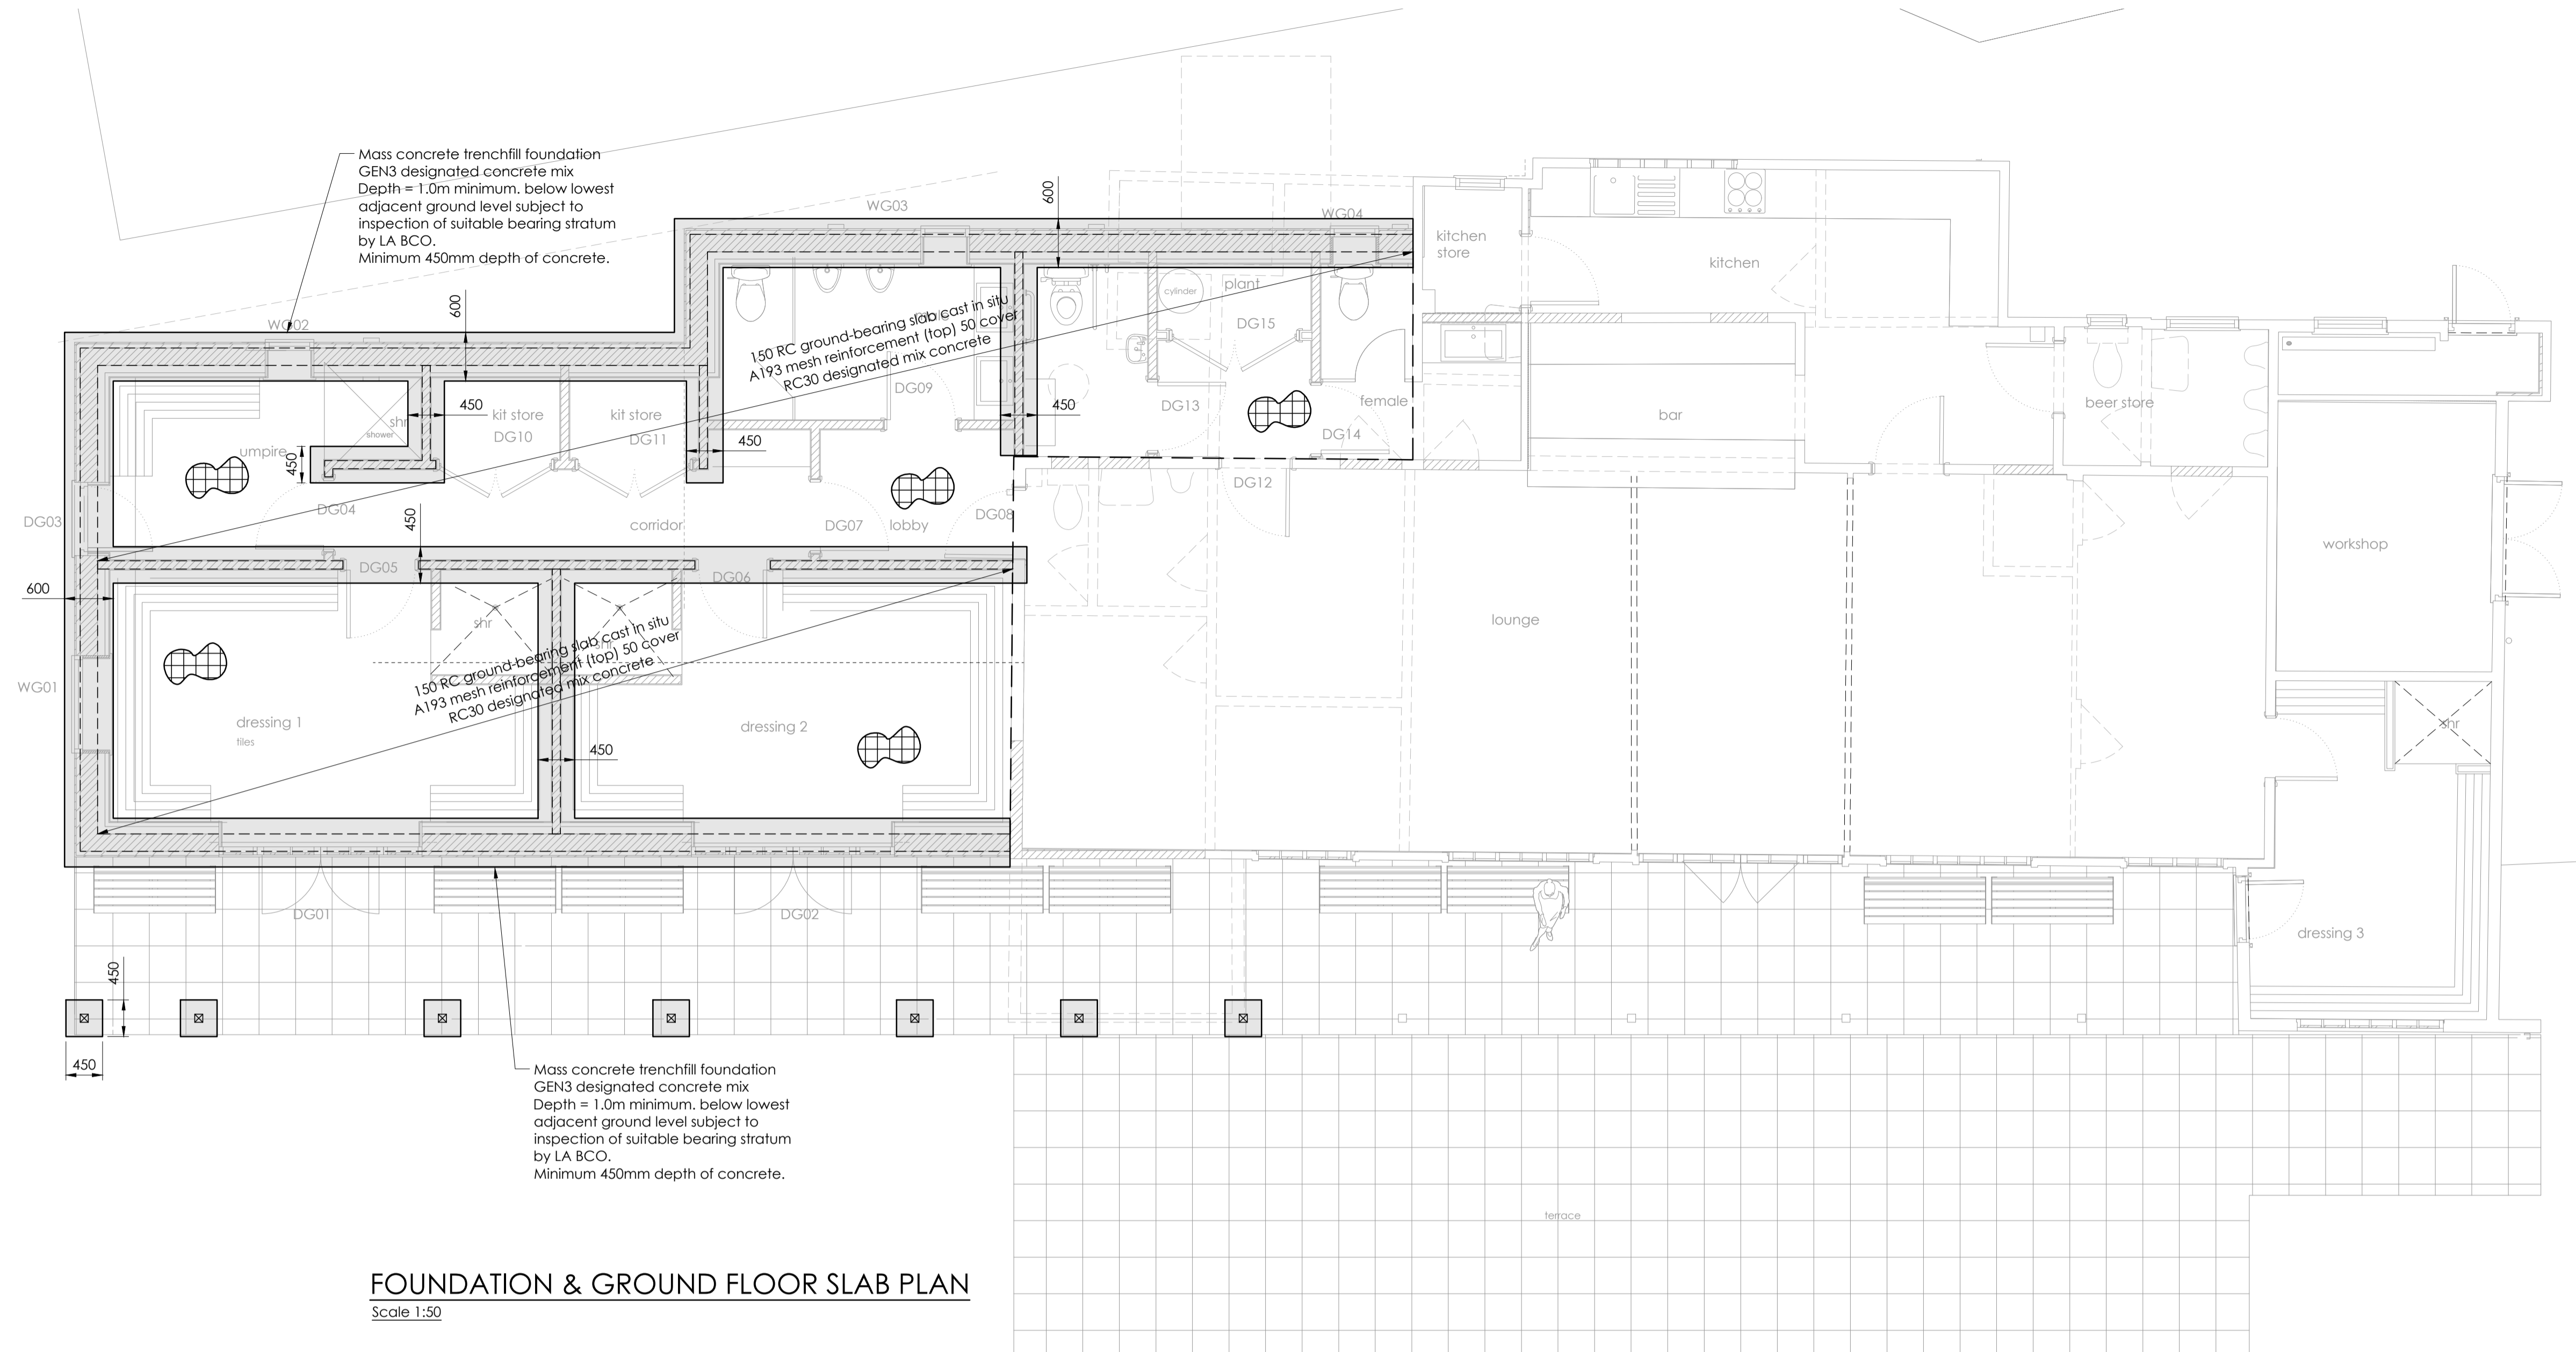 Mass concrete trenchfill foundation
GEN3 designated concrete mix
Depth = 1.0m minimum. below lowest
adjacent ground level subject to
inspection of suitable bearing stratum
by LA BCO.
Minimum 450mm depth of concrete.
WG03
600
WG04
kitchen
store
kitchen
WG02
600
cylinder
plant
DG15
150 RC ground-bearing slab cast in situ
A193 mesh reinforcement (top) 50 cover
RC30 designated mix concrete
DG09
450
kit store
DG10
kit store
DG11
450
DG13
female
DG14
bar
beer store
shr
shower
umpire
450
450
DG12
DG03
DG04
450
corridor
DG07
lobby
DG08
workshop
DG05
DG06
600
shr
shr
lounge
150 RC ground-bearing slab cast in situ
A193 mesh reinforcement (top) 50 cover
RC30 designated mix concrete
WG01
dressing 1
tiles
dressing 2
450
shr
DG01
DG02
dressing 3
450
450
Mass concrete trenchfill foundation
GEN3 designated concrete mix
Depth = 1.0m minimum. below lowest
adjacent ground level subject to
inspection of suitable bearing stratum
by LA BCO.
Minimum 450mm depth of concrete.
terrace
FOUNDATION & GROUND FLOOR SLAB PLAN
Scale 1:50